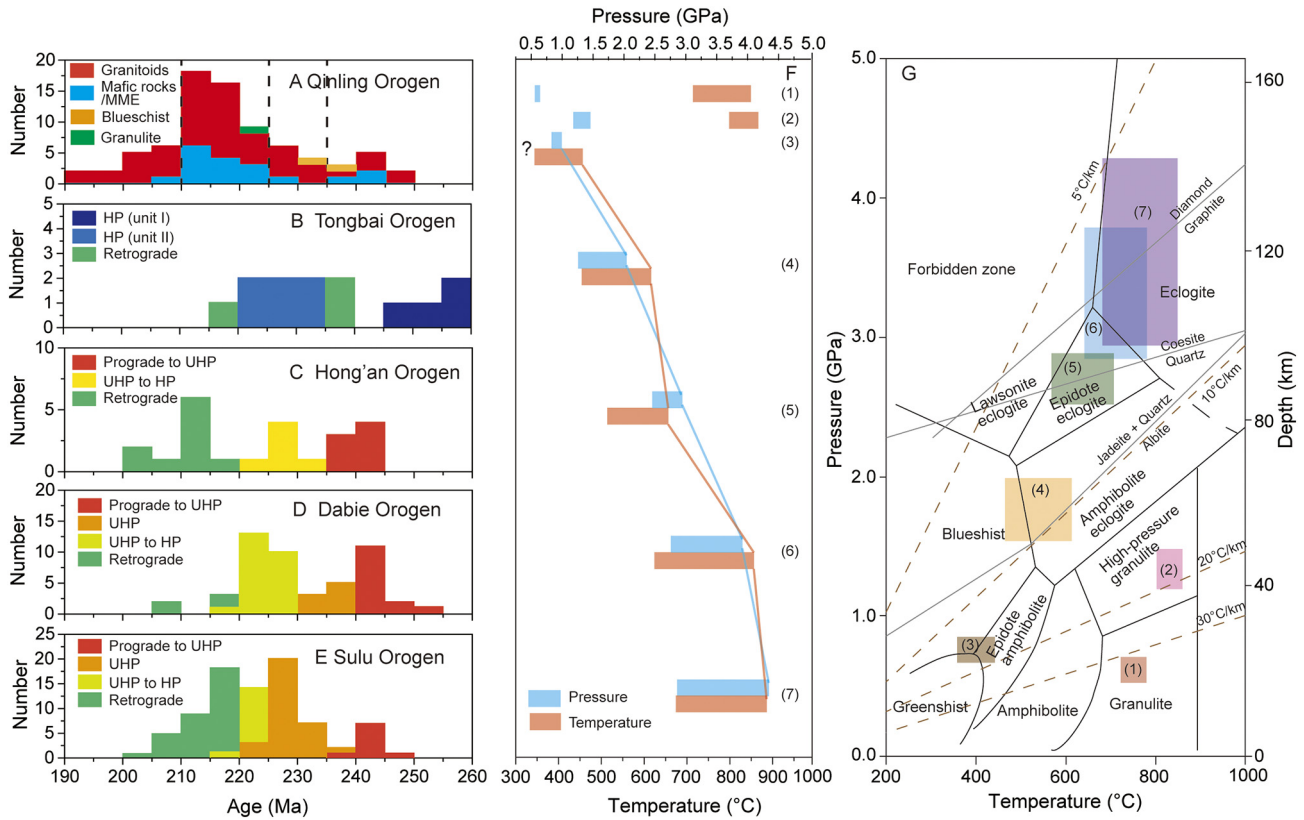 Pressure (GPa)
0.5 1.0 1.5 2.0 2.5 3.0 3.5 4.0 4.5 5.0
A Qinling Orogen
Granitoids
Mafic rocks
/MME
Blueschist
Granulite
Number
20
15
10
5
0
B Tongbai Orogen
HP (unit I)
HP (unit II)
Retrograde
Number
5
4
3
2
1
0
C Hong'an Orogen
Prograde to UHP
UHP to HP
Retrograde
Number
10
5
0
D Dabie Orogen
Prograde to UHP
UHP
UHP to HP
Retrograde
Number
20
15
10
5
0
E Sulu Orogen
Prograde to UHP
UHP
UHP to HP
Retrograde
Number
25
20
15
10
5
0
190 200 210 220 230 240 250 260
Age (Ma)
F
(1)
(2)
(3)
?
(4)
(5)
(6)
(7)
Pressure
Temperature
300 400 500 600 700 800 900 1000
Temperature (°C)
G
5.0
4.0
3.0
2.0
1.0
0.0
Pressure (GPa)
160
120
80
40
0
Depth (km)
5°C/km
(7)
Diamond
Graphite
Forbidden zone
Eclogite
(6)
Coesite
Quartz
(5)
Lawsonite
eclogite
Epidote
eclogite
10°C/km
Jadeite + Quartz
Albite
(4)
Blueshist
Amphibolite
eclogite
High-pressure
granulite
(2)
20°C/km
30°C/km
(3)
Epidote
amphibolite
(1)
Greenshist
Amphibolite
Granulite
200 400 600 800 1000
Temperature (°C)